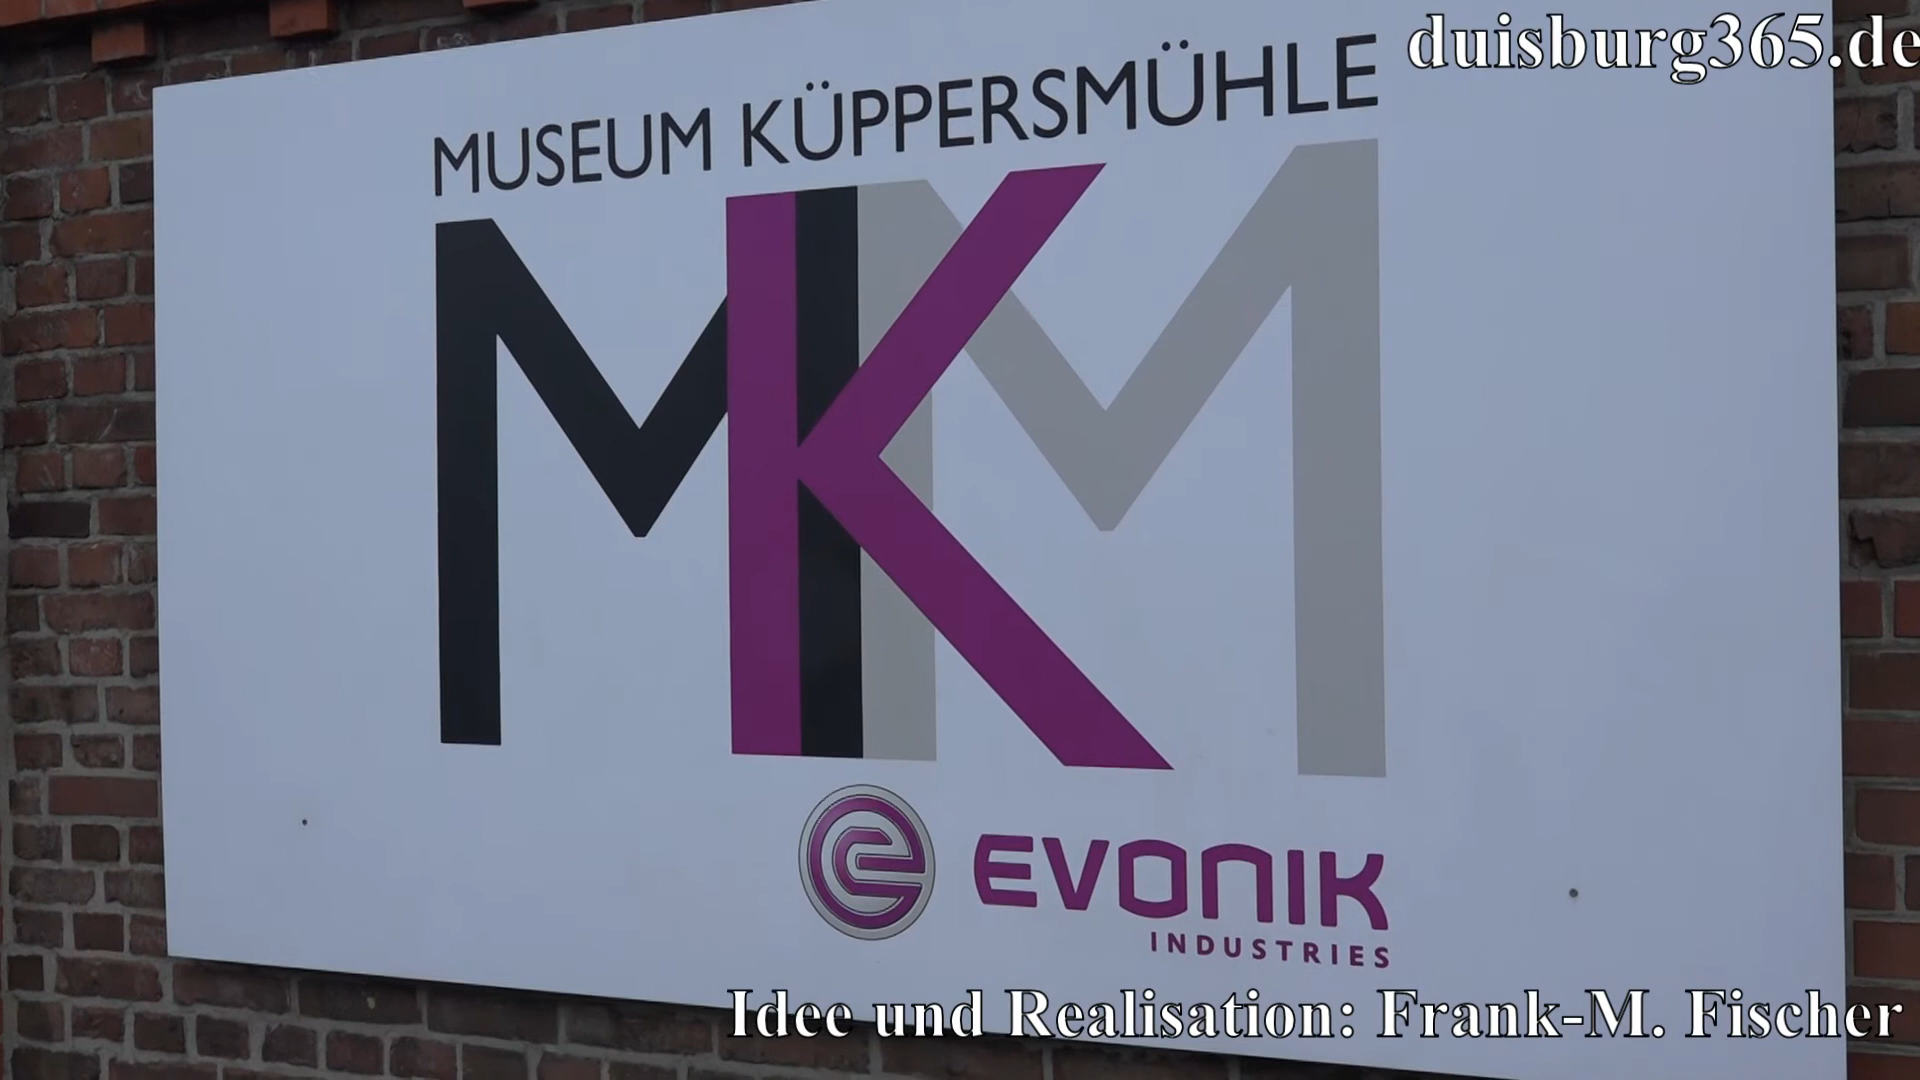 duisburg365.de
MUSEUM KÜPPERSMÜHLE
MKM
e EVONIK
INDUSTRIES
Idee und Realisation: Frank-M. Fischer